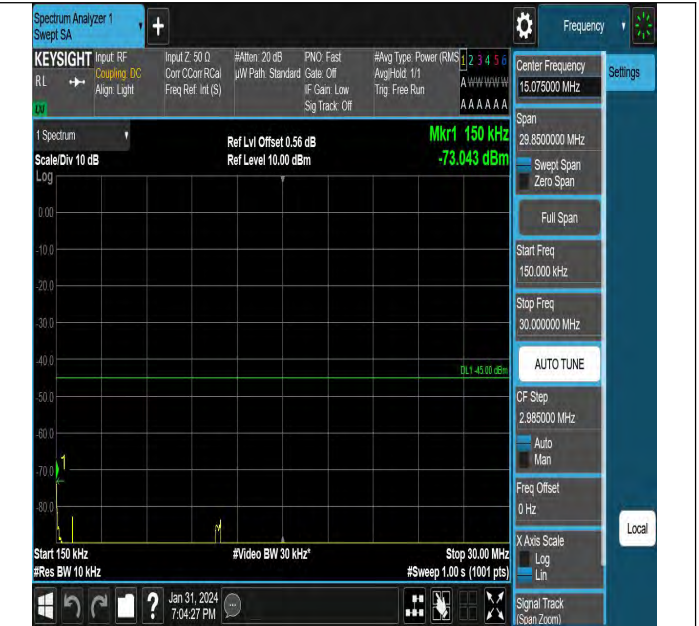 Spectrum Analyzer 1
Swept SA
+
Frequency
KEYSIGHT
RL
LV
Input: RF
Coupling: DC
Align: Light
Input Z: 50 Ω
Corr CCorr RCal
Freq Ref: Int (S)
#Atten: 20 dB
µW Path: Standard
PNO: Fast
Gate: Off
IF Gain: Low
Sig Track: Off
#Avg Type: Power (RMS
Avg|Hold: 1/1
Trig: Free Run
1 2 3 4 5 6
A W W W W W
A A A A A A
Center Frequency
15.075000 MHz
Settings
Span
29.8500000 MHz
Swept Span
Zero Span
Full Span
Start Freq
150.000 kHz
Stop Freq
30.000000 MHz
AUTO TUNE
CF Step
2.985000 MHz
Auto
Man
Freq Offset
0 Hz
X Axis Scale
Log
Lin
Signal Track
(Span Zoom)
Local
1 Spectrum
Scale/Div 10 dB
Log
Ref Lvl Offset 0.56 dB
Ref Level 10.00 dBm
Mkr1 150 kHz
-73.043 dBm
0.00
-10.0
-20.0
-30.0
-40.0
DL1 -45.00 dBm
-50.0
-60.0
-70.0
1
-80.0
Start 150 kHz
#Video BW 30 kHz*
Stop 30.00 MHz
#Res BW 10 kHz
#Sweep 1.00 s (1001 pts)
?
Jan 31, 2024
7:04:27 PM